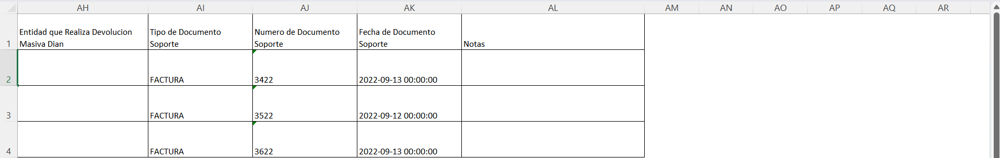 AH AI AJ AK AL AM AN AO AP AQ AR
1 Entidad que Realiza Devolucion Masiva Dian Tipo de Documento Soporte Numero de Documento Soporte Fecha de Documento Soporte Notas
2 FACTURA 3422 2022-09-13 00:00:00
3 FACTURA 3522 2022-09-12 00:00:00
4 FACTURA 3622 2022-09-13 00:00:00